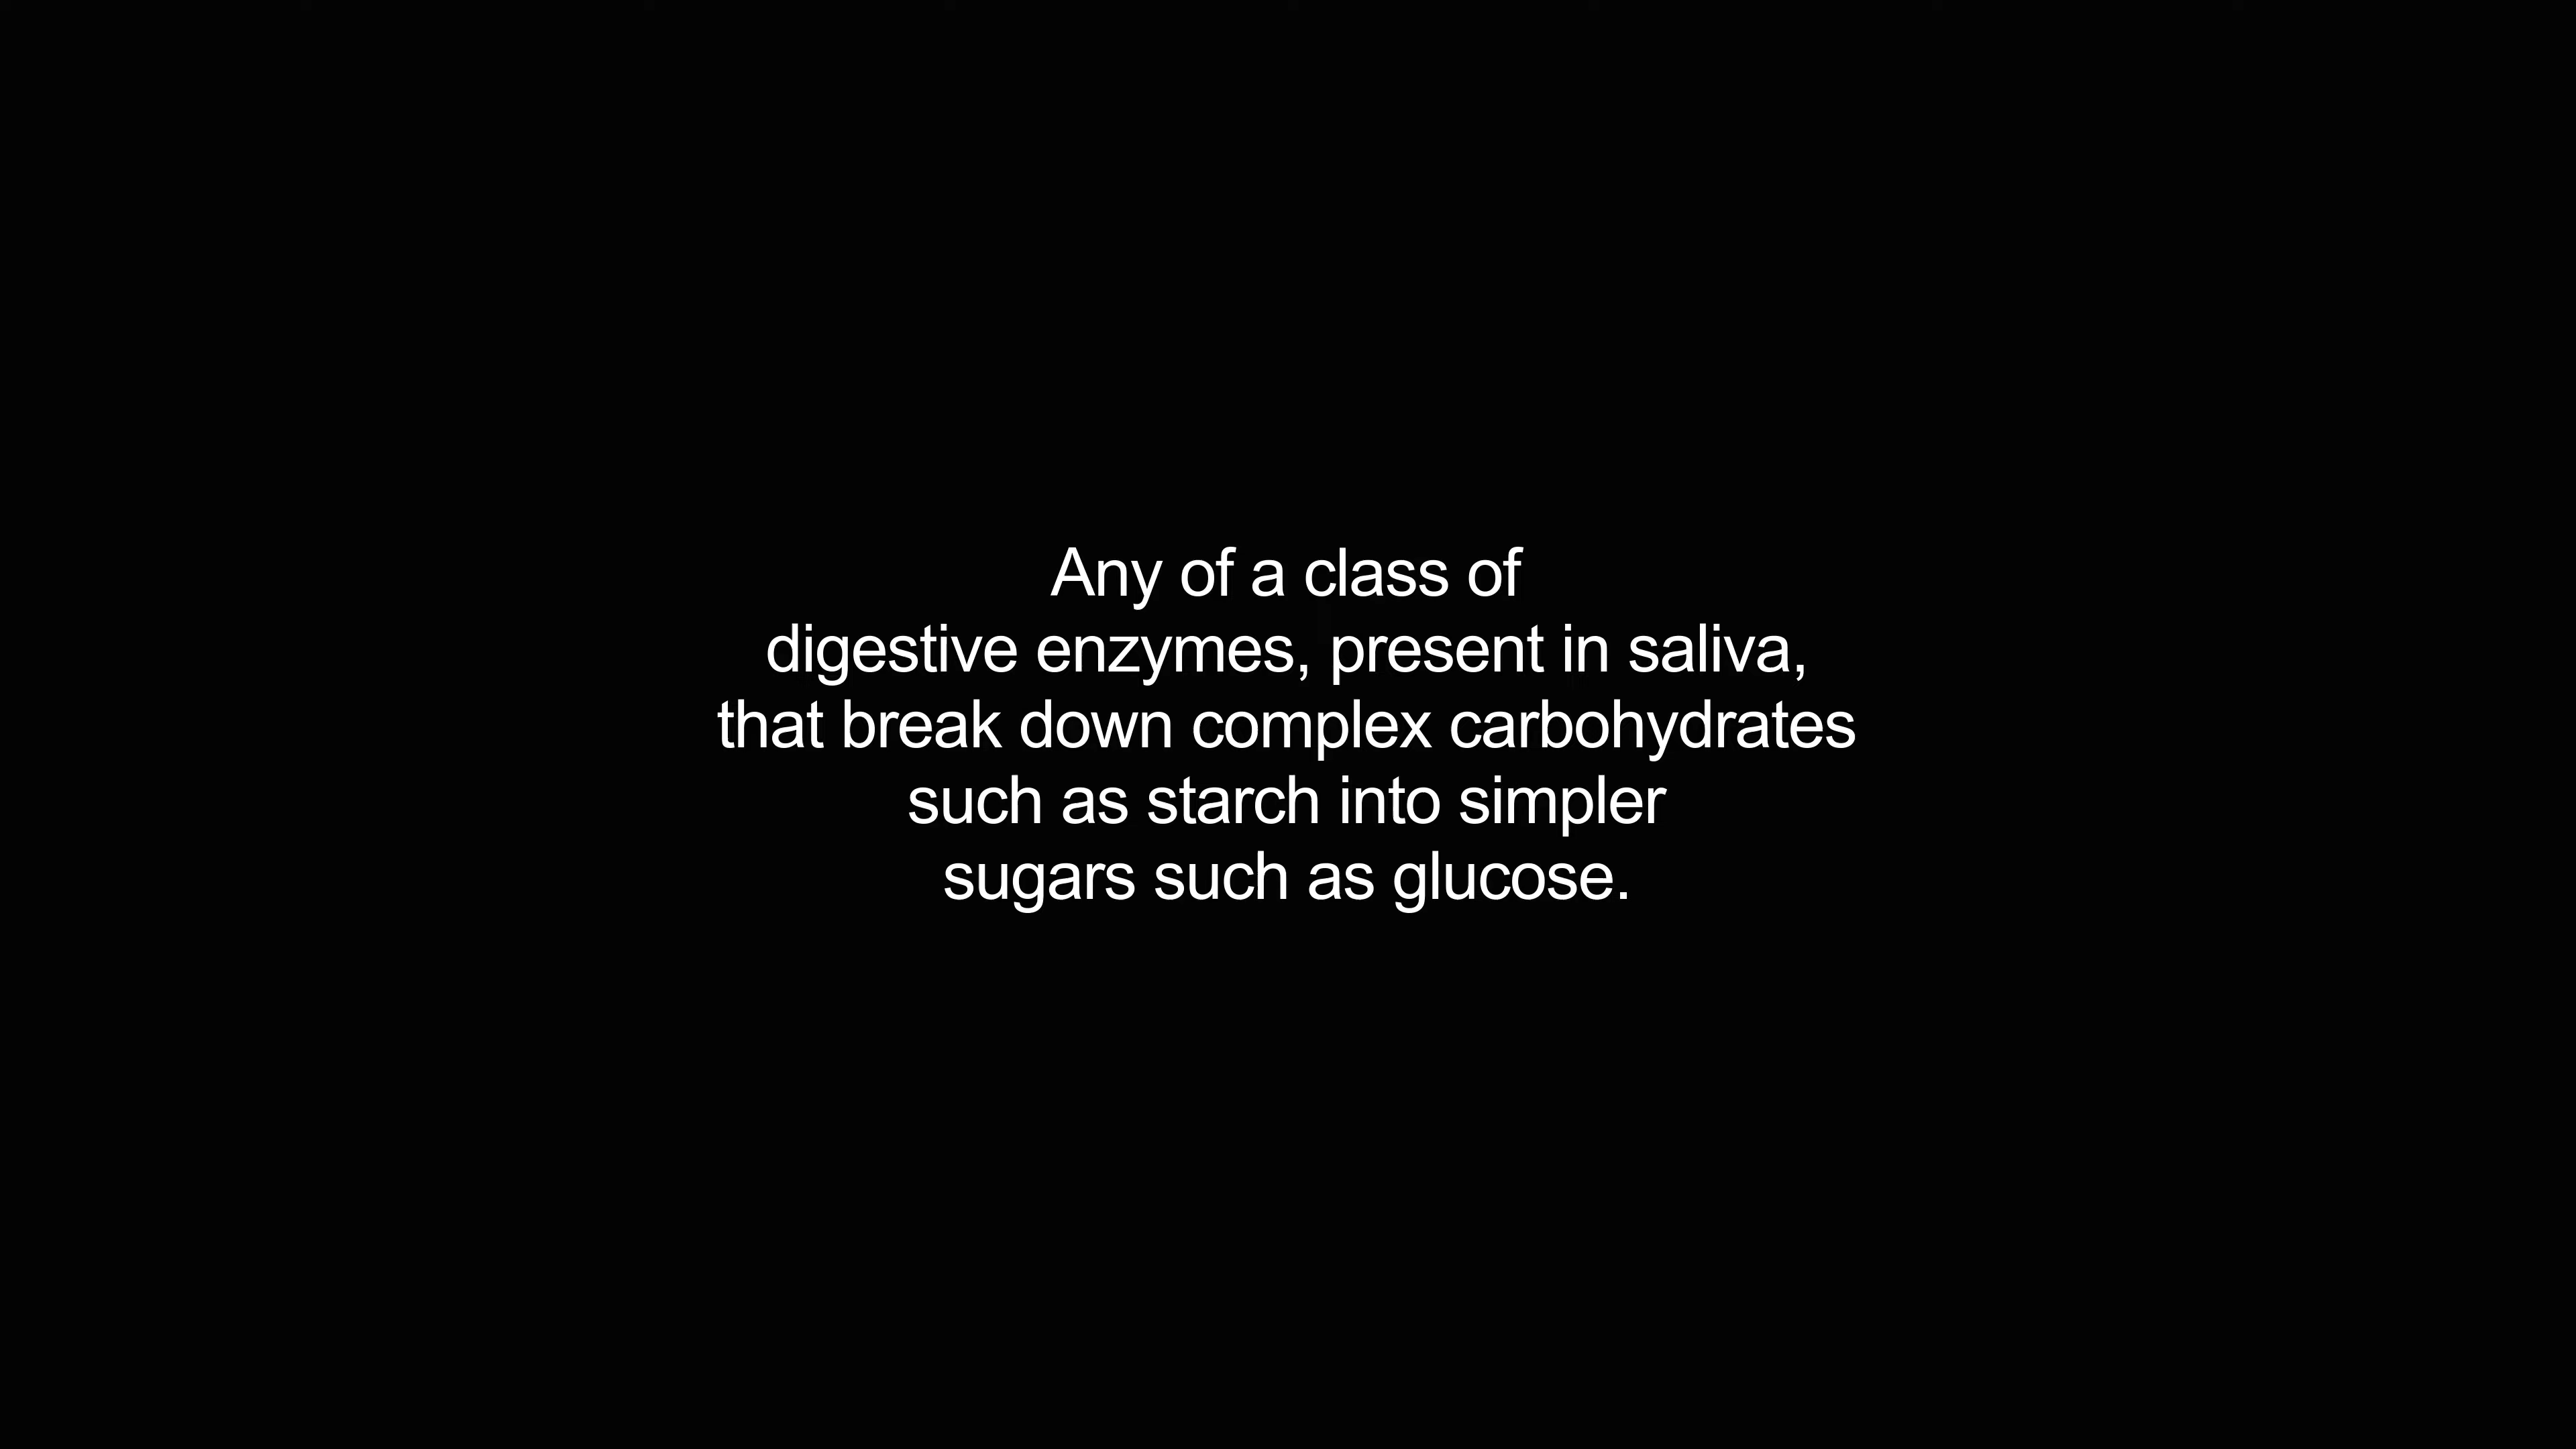 Any of a class of
digestive enzymes, present in saliva,
that break down complex carbohydrates
such as starch into simpler
sugars such as glucose.